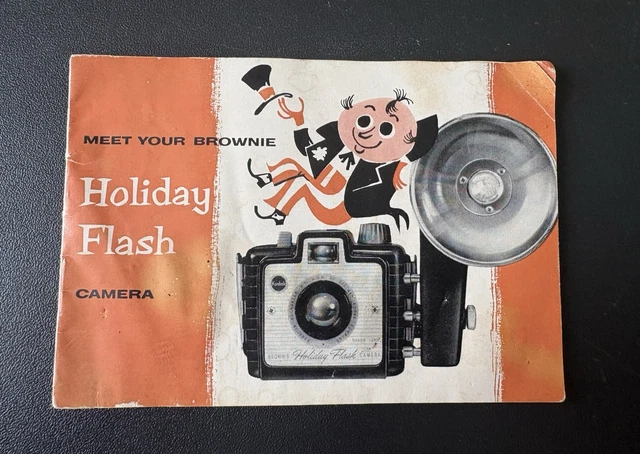 MEET YOUR BROWNIE
Holiday
Flash
CAMERA
Kodak
BROWNIE Holiday Flash CAMERA